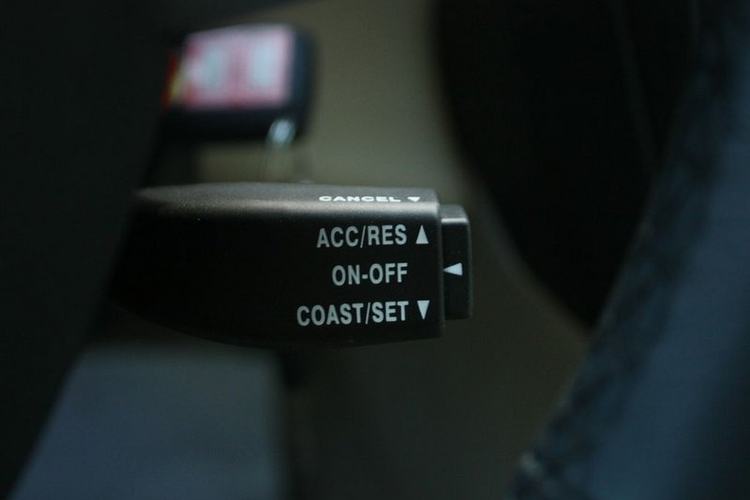 CANCEL ▼
ACC/RES ▲
ON-OFF ◀
COAST/SET ▼